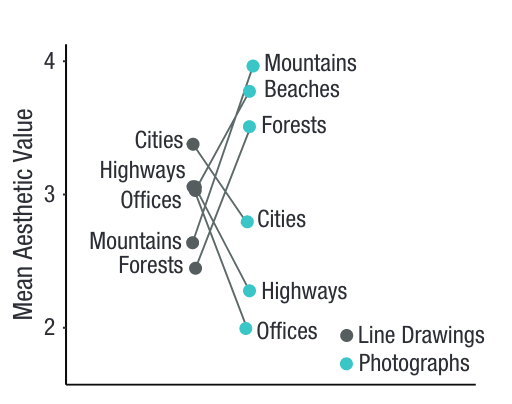 4
3
2
Mean Aesthetic Value
Cities
Highways
Offices
Mountains
Forests
Mountains
Beaches
Forests
Cities
Highways
Offices
Line Drawings
Photographs